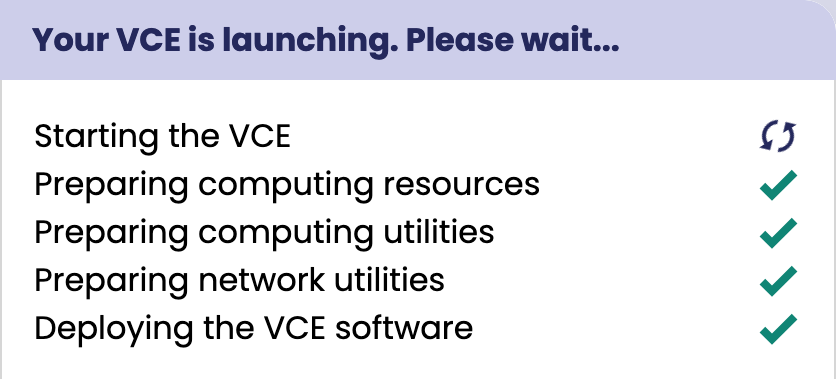 Your VCE is launching. Please wait...
Starting the VCE
Preparing computing resources
Preparing computing utilities
Preparing network utilities
Deploying the VCE software